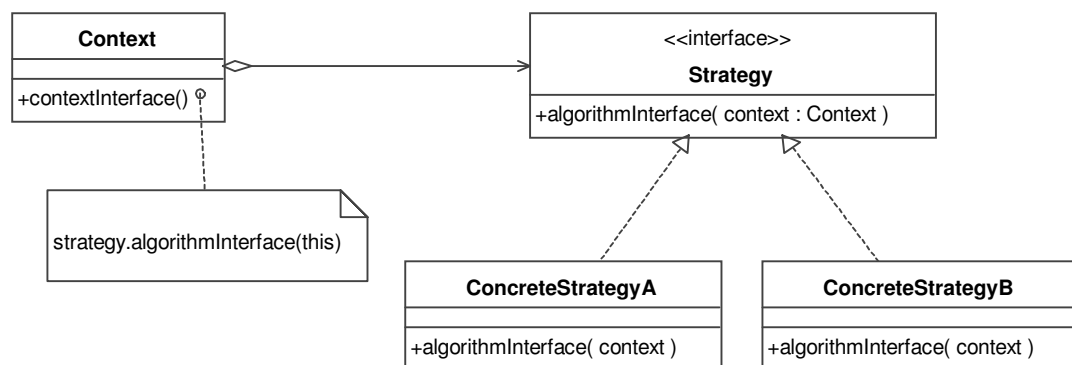 Context
+contextInterface()
<<interface>>
Strategy
+algorithmInterface( context : Context )
strategy.algorithmInterface(this)
ConcreteStrategyA
+algorithmInterface( context )
ConcreteStrategyB
+algorithmInterface( context )